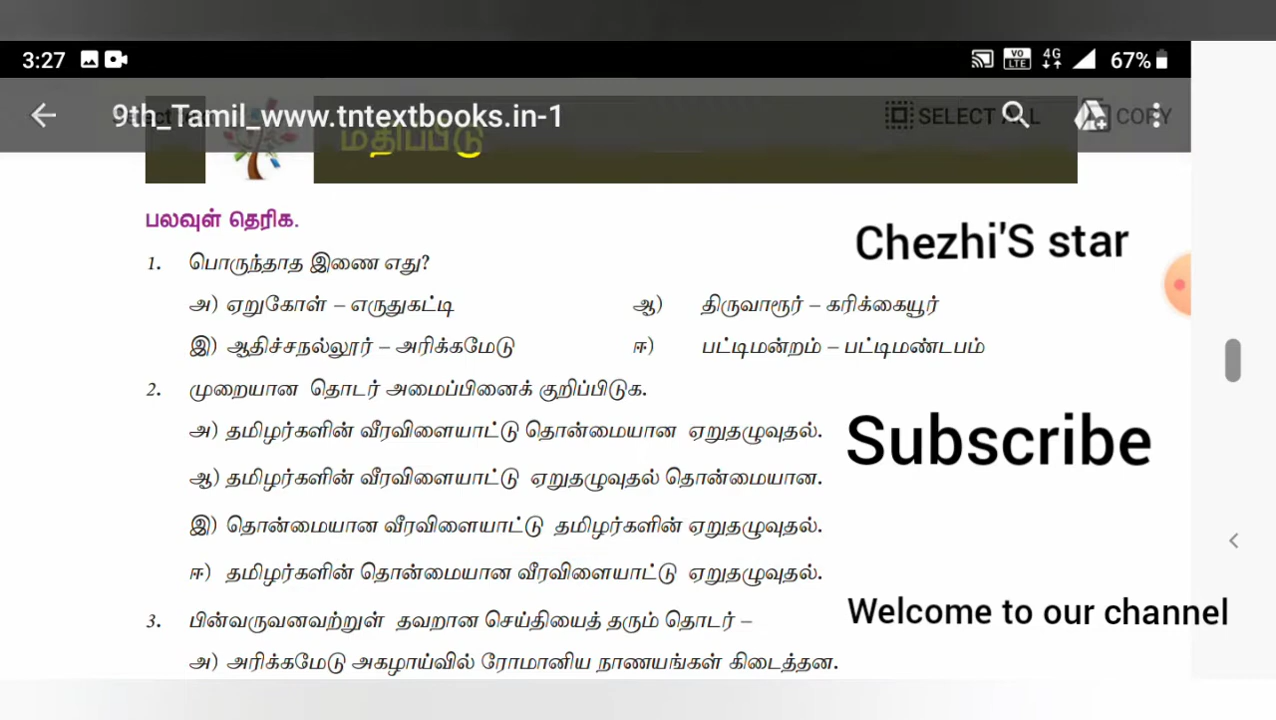 3:27 VO LTE 4G 67%
9th_Tamil_www.tntextbooks.in-1 SELECT ALL COPY
மதிப்பீடு
பலவுள் தெரிக.
Chezhi'S star
1. பொருந்தாத இணை எது?
அ) ஏறுகோள் – எருதுகட்டி ஆ) திருவாரூர் – கரிக்கையூர்
இ) ஆதிச்சநல்லூர் – அரிக்கமேடு ஈ) பட்டிமன்றம் – பட்டிமண்டபம்
2. முறையான தொடர் அமைப்பினைக் குறிப்பிடுக.
அ) தமிழர்களின் வீரவிளையாட்டு தொன்மையான ஏறுதழுவுதல்.
Subscribe
ஆ) தமிழர்களின் வீரவிளையாட்டு ஏறுதழுவுதல் தொன்மையான.
இ) தொன்மையான வீரவிளையாட்டு தமிழர்களின் ஏறுதழுவுதல்.
ஈ) தமிழர்களின் தொன்மையான வீரவிளையாட்டு ஏறுதழுவுதல்.
Welcome to our channel
3. பின்வருவனவற்றுள் தவறான செய்தியைத் தரும் தொடர் –
அ) அரிக்கமேடு அகழாய்வில் ரோமானிய நாணயங்கள் கிடைத்தன.